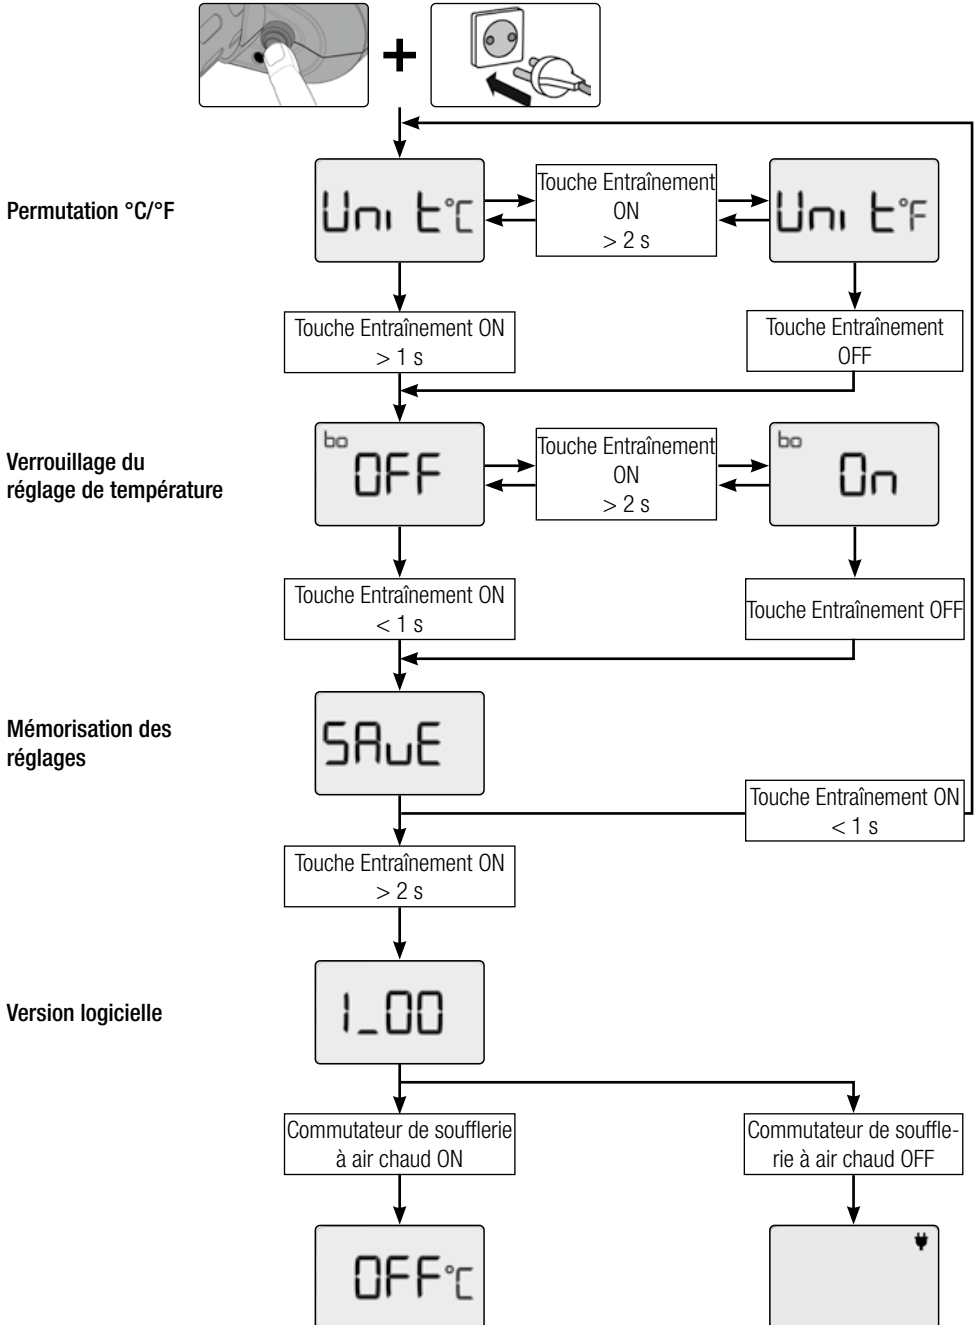 Permutation °C/°F
Unit°C
Touche Entraînement
ON
> 2 s
Unit°F
Touche Entraînement ON
> 1 s
Touche Entraînement
OFF
Verrouillage du
réglage de température
bo
OFF
Touche Entraînement
ON
> 2 s
bo
On
Touche Entraînement ON
< 1 s
Touche Entraînement OFF
Mémorisation des
réglages
SAvE
Touche Entraînement ON
< 1 s
Touche Entraînement ON
> 2 s
Version logicielle
1_00
Commutateur de soufflerie
à air chaud ON
Commutateur de souffle-
rie à air chaud OFF
OFF°C